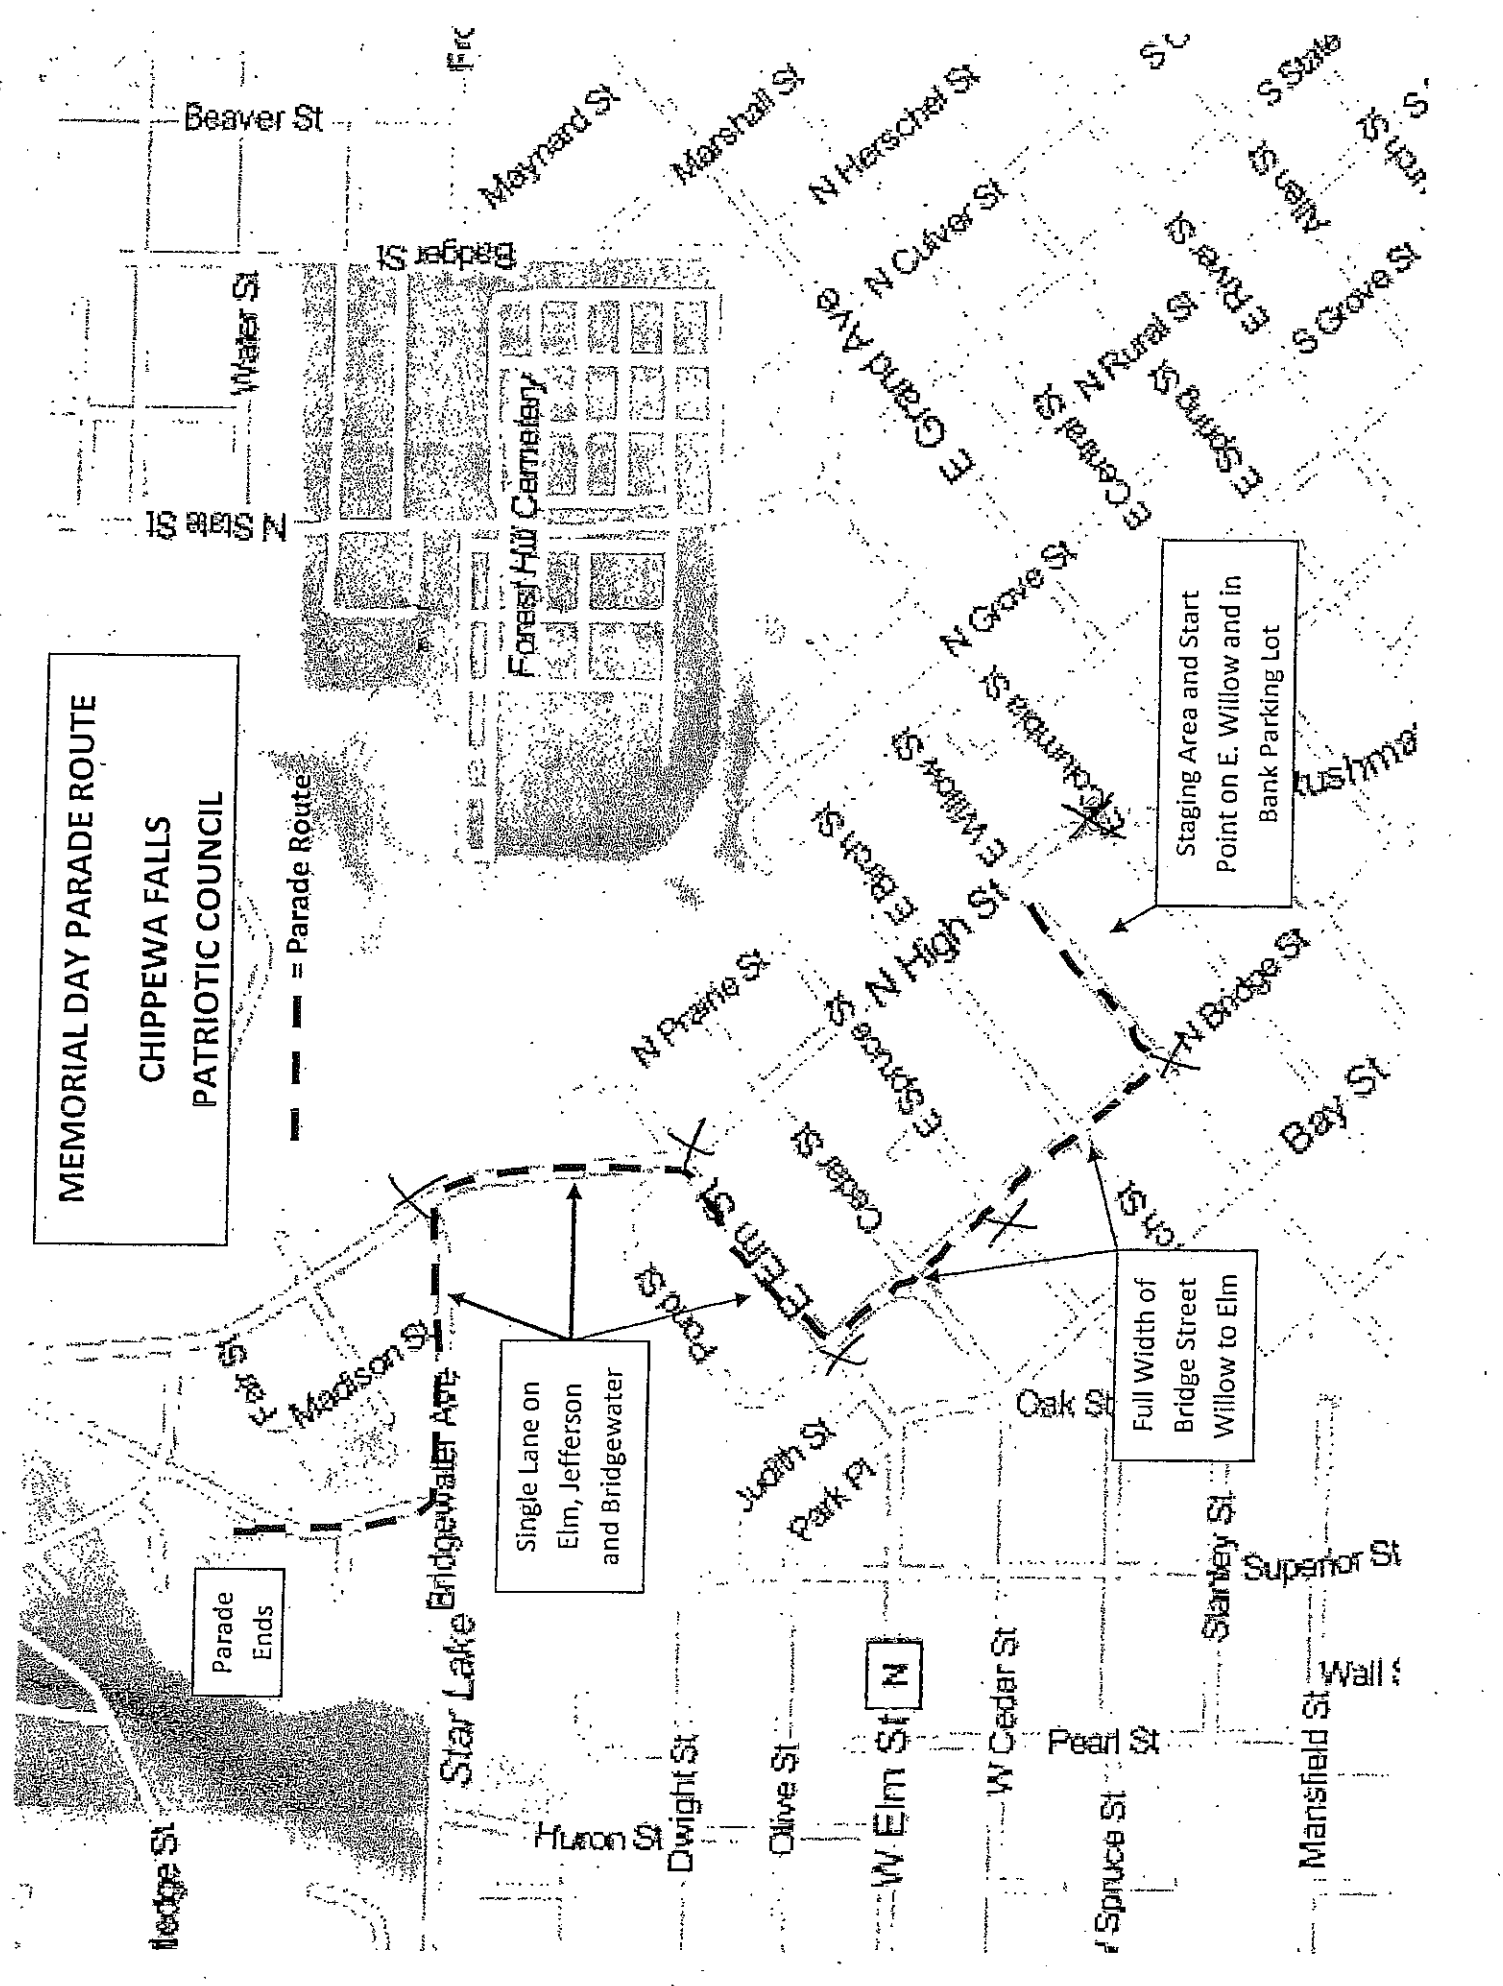 MEMORIAL DAY PARADE ROUTE
CHIPPEWA FALLS
PATRIOTIC COUNCIL
= Parade Route
Parade
Ends
Single Lane on
Elm, Jefferson
and Bridgewater
Full Width of
Bridge Street
Willow to Elm
Staging Area and Start
Point on E. Willow and in
Bank Parking Lot
Beaver St
Water St
N State St
Badger St
Maynard St
Marshall St
N Herschel St
N Culver St
E Grand Ave
Forest Hill Cemetery
S State
Allen St
E River St
S Grove St
N Rural St
E Spring St
E Central St
N Grove St
E Columbia St
E Willow St
E Birch St
N High St
N Prairie St
E Spruce St
Cedar St
E Elm St
N Bridge St
Bay St
Pond St
Fair St
Madison St
Bridgewater Ave
Star Lake
Judith St
Park Pl
Oak St
Stanley St
Superior St
Wall S
Mansfield St
Pearl St
W Cedar St
W Elm St
N
Olive St
Dwight St
Huron St
Spruce St